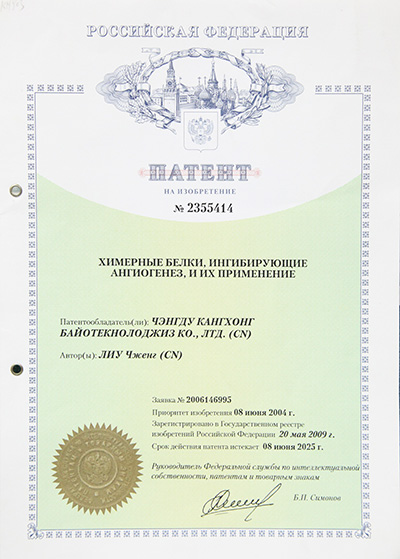 РОССИЙСКАЯ ФЕДЕРАЦИЯ
ПАТЕНТ
НА ИЗОБРЕТЕНИЕ
№ 2355414
ХИМЕРНЫЕ БЕЛКИ, ИНГИБИРУЮЩИЕ
АНГИОГЕНЕЗ, И ИХ ПРИМЕНЕНИЕ
Патентообладатель(ли): ЧЭНГДУ КАНГХОНГ
БАЙОТЕКНОЛОДЖИЗ КО., ЛТД. (CN)
Автор(ы): ЛИУ Чженг (CN)
Заявка № 2006146995
Приоритет изобретения 08 июня 2004 г.
Зарегистрировано в Государственном реестре
изобретений Российской Федерации 20 мая 2009 г.
Срок действия патента истекает 08 июня 2025 г.
Руководитель Федеральной службы по интеллектуальной
собственности, патентам и товарным знакам
Б.П. Симонов